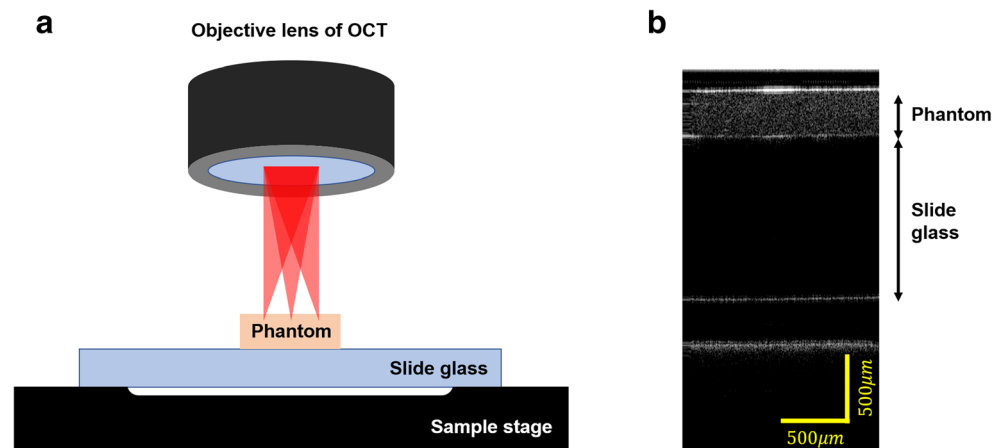 a
Objective lens of OCT
Phantom
Slide glass
Sample stage
b
Phantom
Slide
glass
500μm
500μm